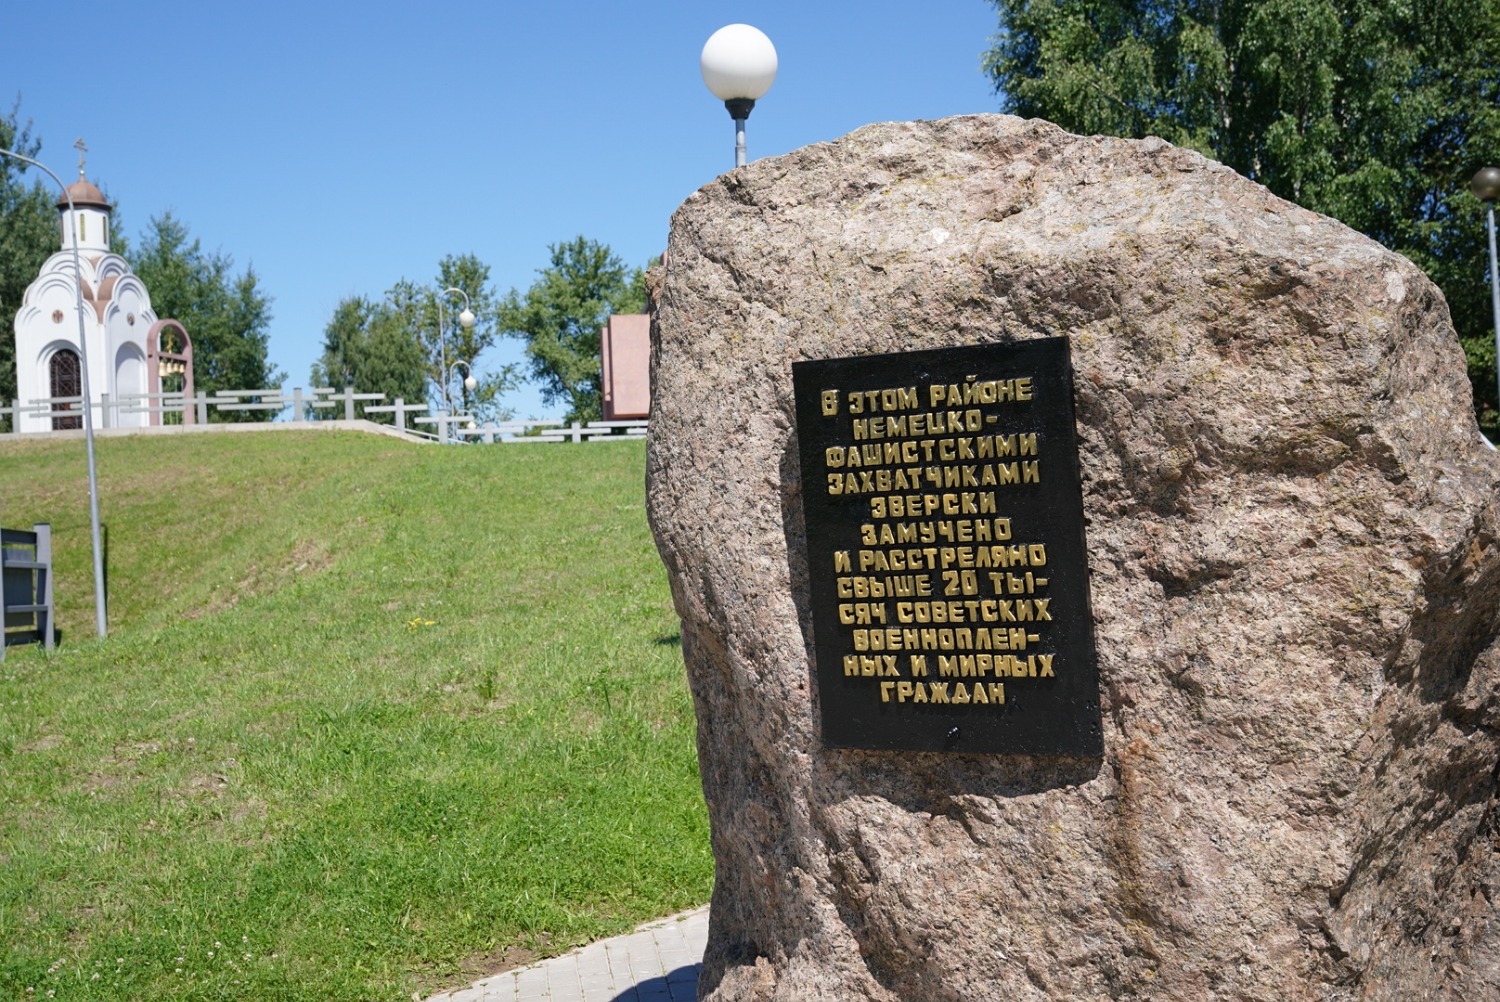 В ЭТОМ РАЙОНЕ
НЕМЕЦКО-
ФАШИСТСКИМИ
ЗАХВАТЧИКАМИ
ЗВЕРСКИ
ЗАМУЧЕНО
И РАССТРЕЛЯНО
СВЫШЕ 20 ТЫ-
СЯЧ СОВЕТСКИХ
ВОЕННОПЛЕН-
НЫХ И МИРНЫХ
ГРАЖДАН